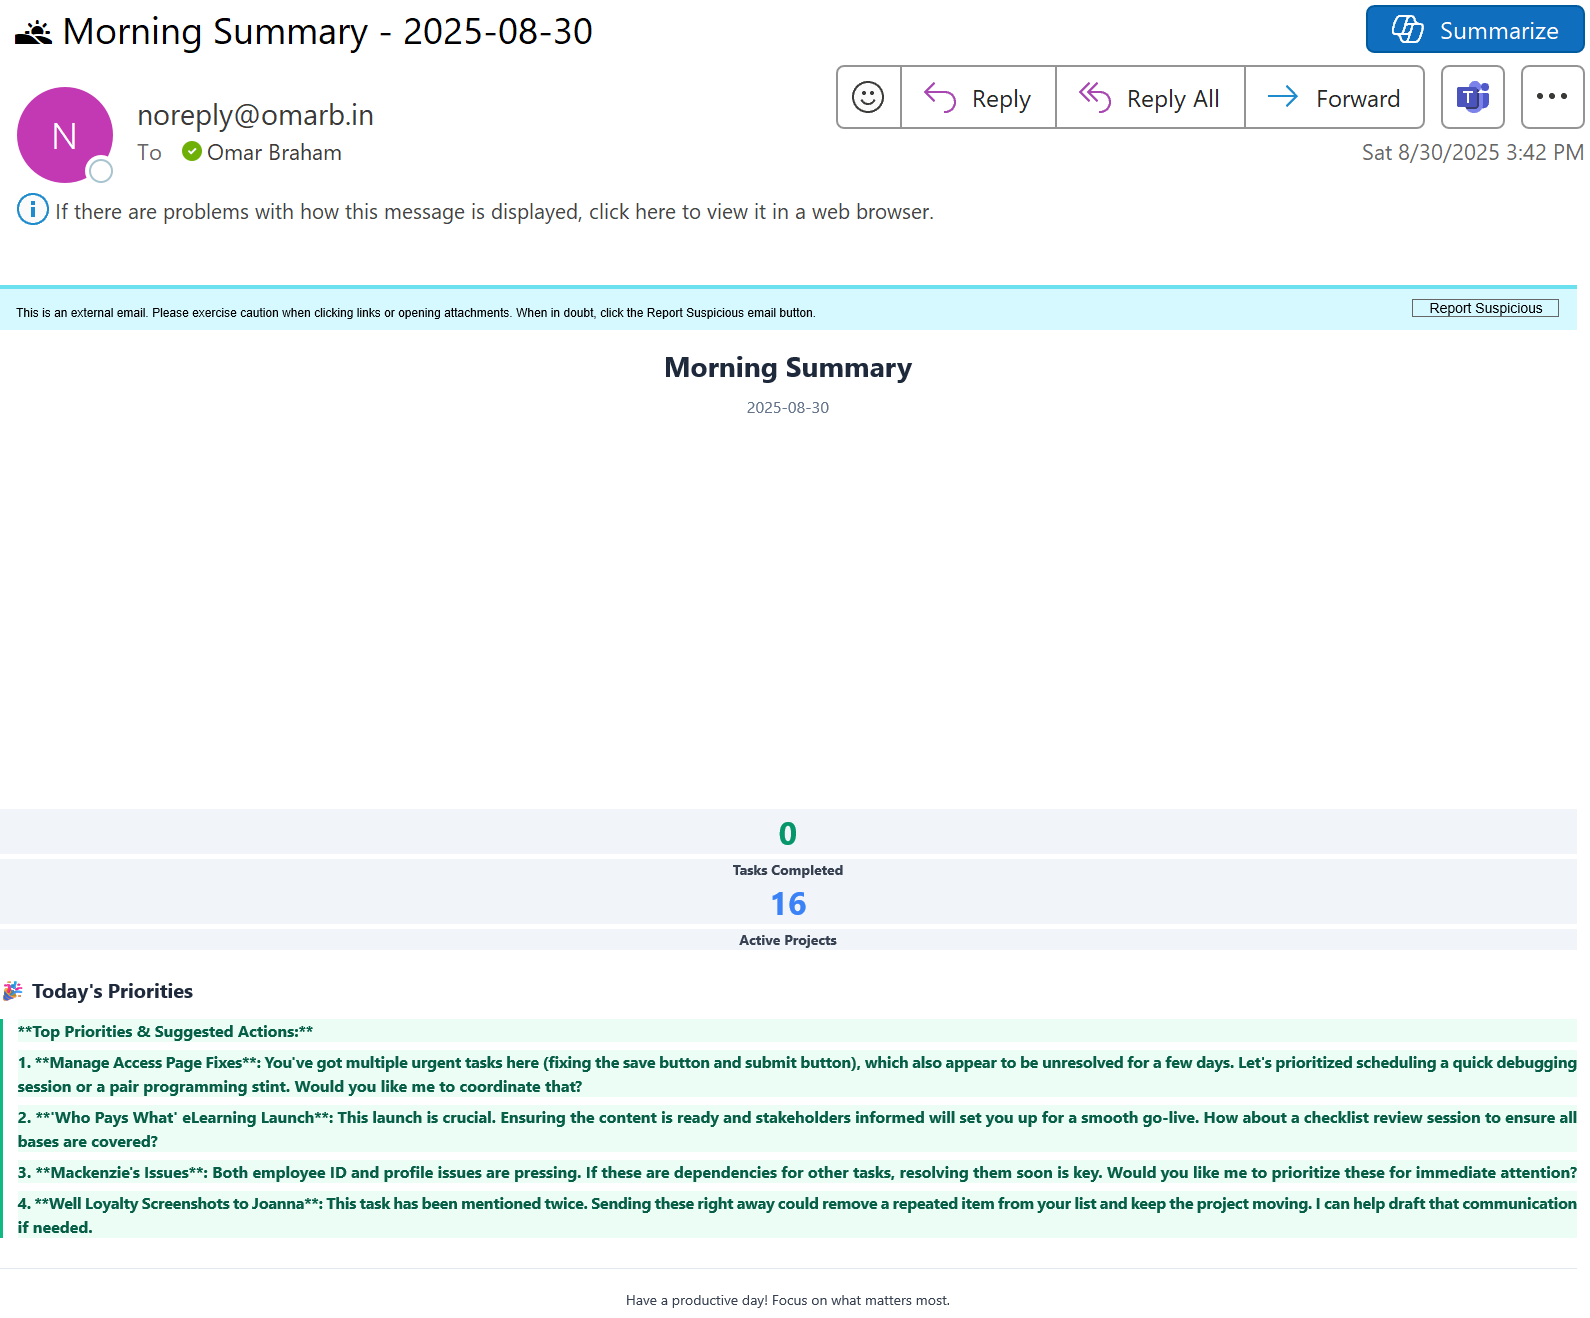 Morning Summary - 2025-08-30
Summarize
Reply
Reply All
Forward
N
noreply@omarb.in
To Omar Braham
Sat 8/30/2025 3:42 PM
If there are problems with how this message is displayed, click here to view it in a web browser.
This is an external email. Please exercise caution when clicking links or opening attachments. When in doubt, click the Report Suspicious email button.
Report Suspicious
Morning Summary
2025-08-30
0
Tasks Completed
16
Active Projects
🎉 Today's Priorities
**Top Priorities & Suggested Actions:**
1. **Manage Access Page Fixes**: You've got multiple urgent tasks here (fixing the save button and submit button), which also appear to be unresolved for a few days. Let's prioritized scheduling a quick debugging
session or a pair programming stint. Would you like me to coordinate that?
2. **'Who Pays What' eLearning Launch**: This launch is crucial. Ensuring the content is ready and stakeholders informed will set you up for a smooth go-live. How about a checklist review session to ensure all
bases are covered?
3. **Mackenzie's Issues**: Both employee ID and profile issues are pressing. If these are dependencies for other tasks, resolving them soon is key. Would you like me to prioritize these for immediate attention?
4. **Well Loyalty Screenshots to Joanna**: This task has been mentioned twice. Sending these right away could remove a repeated item from your list and keep the project moving. I can help draft that communication
if needed.
Have a productive day! Focus on what matters most.